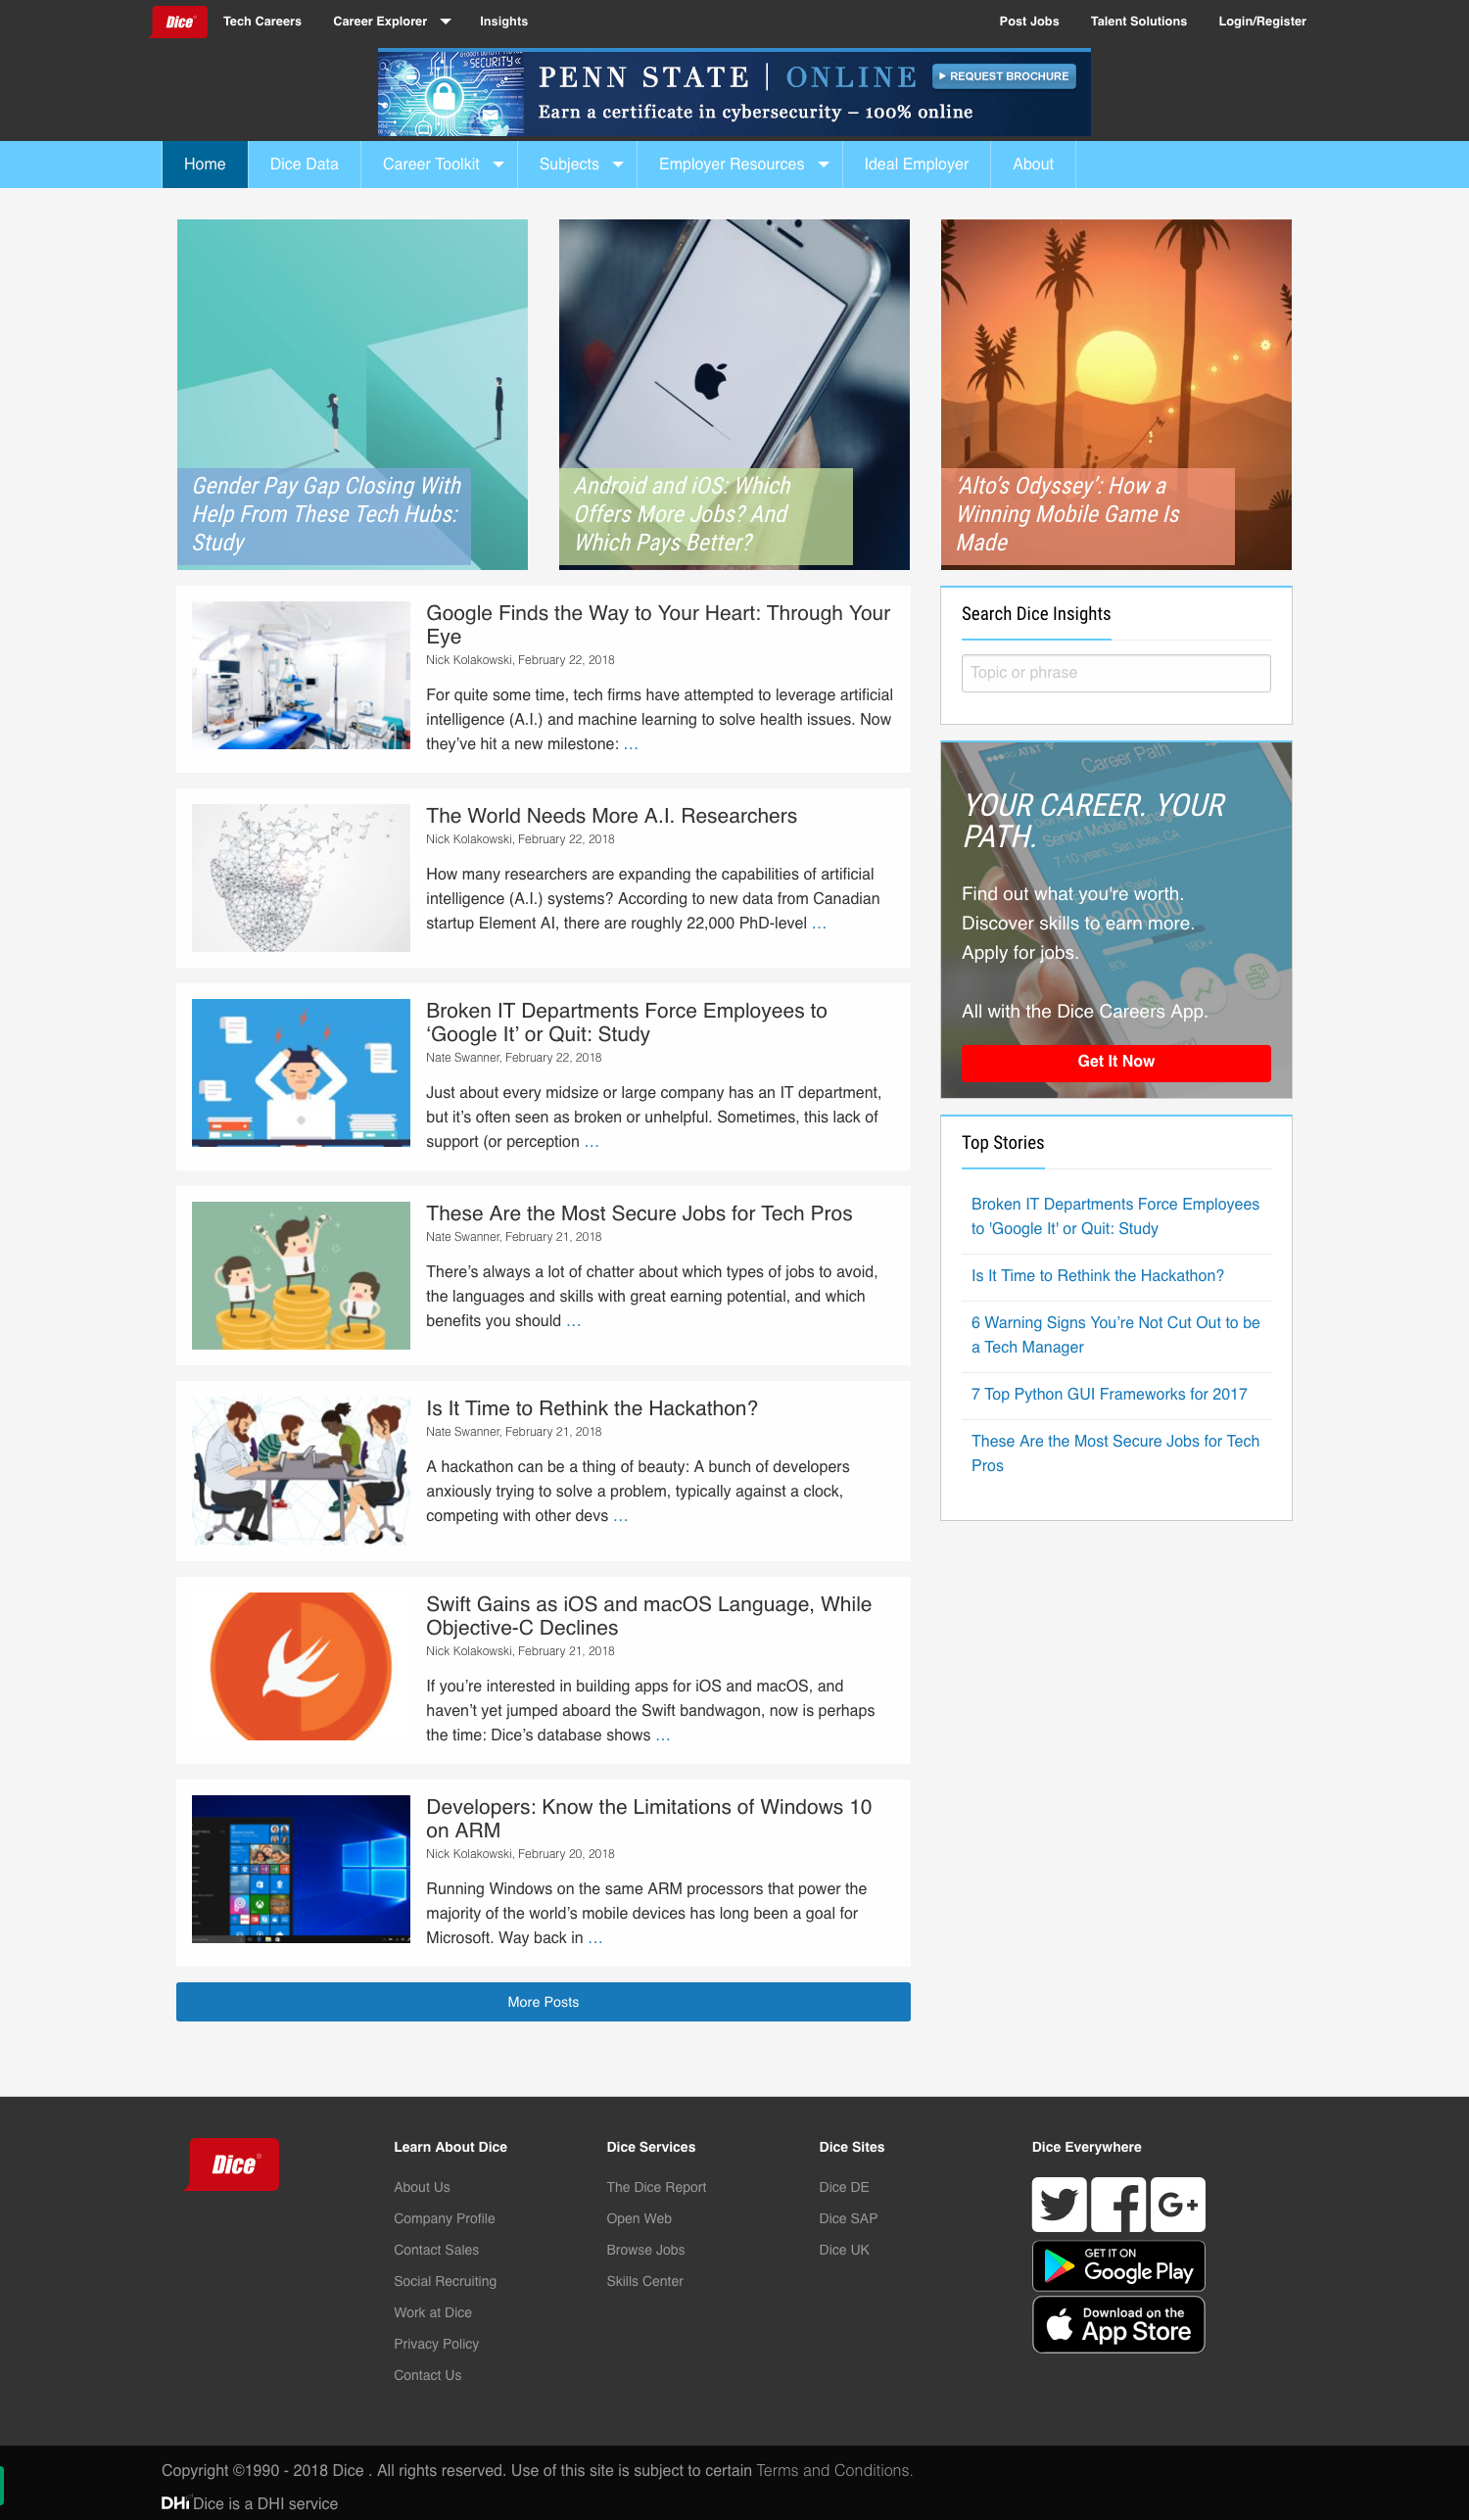 Dice
Tech Careers
Career Explorer
Insights
Post Jobs
Talent Solutions
Login/Register
SECURITY
PENN STATE | ONLINE
REQUEST BROCHURE
Earn a certificate in cybersecurity – 100% online
Home
Dice Data
Career Toolkit
Subjects
Employer Resources
Ideal Employer
About
Gender Pay Gap Closing With
Help From These Tech Hubs:
Study
Android and iOS: Which
Offers More Jobs? And
Which Pays Better?
‘Alto’s Odyssey’: How a
Winning Mobile Game Is
Made
Google Finds the Way to Your Heart: Through Your
Eye
Nick Kolakowski, February 22, 2018
For quite some time, tech firms have attempted to leverage artificial
intelligence (A.I.) and machine learning to solve health issues. Now
they’ve hit a new milestone: …
The World Needs More A.I. Researchers
Nick Kolakowski, February 22, 2018
How many researchers are expanding the capabilities of artificial
intelligence (A.I.) systems? According to new data from Canadian
startup Element AI, there are roughly 22,000 PhD-level …
Broken IT Departments Force Employees to
‘Google It’ or Quit: Study
Nate Swanner, February 22, 2018
Just about every midsize or large company has an IT department,
but it’s often seen as broken or unhelpful. Sometimes, this lack of
support (or perception …
These Are the Most Secure Jobs for Tech Pros
Nate Swanner, February 21, 2018
There’s always a lot of chatter about which types of jobs to avoid,
the languages and skills with great earning potential, and which
benefits you should …
Is It Time to Rethink the Hackathon?
Nate Swanner, February 21, 2018
A hackathon can be a thing of beauty: A bunch of developers
anxiously trying to solve a problem, typically against a clock,
competing with other devs …
Swift Gains as iOS and macOS Language, While
Objective-C Declines
Nick Kolakowski, February 21, 2018
If you’re interested in building apps for iOS and macOS, and
haven’t yet jumped aboard the Swift bandwagon, now is perhaps
the time: Dice’s database shows …
Developers: Know the Limitations of Windows 10
on ARM
Nick Kolakowski, February 20, 2018
Running Windows on the same ARM processors that power the
majority of the world’s mobile devices has long been a goal for
Microsoft. Way back in …
More Posts
Search Dice Insights
Topic or phrase
AT&T
Career Path
Senior Mobile Manag
7-10 years, San Jose, CA
$130,000
80k
180k+
YOUR CAREER. YOUR
PATH.
Find out what you're worth.
Discover skills to earn more.
Apply for jobs.
All with the Dice Careers App.
Get It Now
Top Stories
Broken IT Departments Force Employees
to 'Google It' or Quit: Study
Is It Time to Rethink the Hackathon?
6 Warning Signs You’re Not Cut Out to be
a Tech Manager
7 Top Python GUI Frameworks for 2017
These Are the Most Secure Jobs for Tech
Pros
Dice
Learn About Dice
About Us
Company Profile
Contact Sales
Social Recruiting
Work at Dice
Privacy Policy
Contact Us
Dice Services
The Dice Report
Open Web
Browse Jobs
Skills Center
Dice Sites
Dice DE
Dice SAP
Dice UK
Dice Everywhere
G+
GET IT ON
Google Play
Download on the
App Store
Copyright ©1990 - 2018 Dice . All rights reserved. Use of this site is subject to certain Terms and Conditions.
DHi Dice is a DHI service